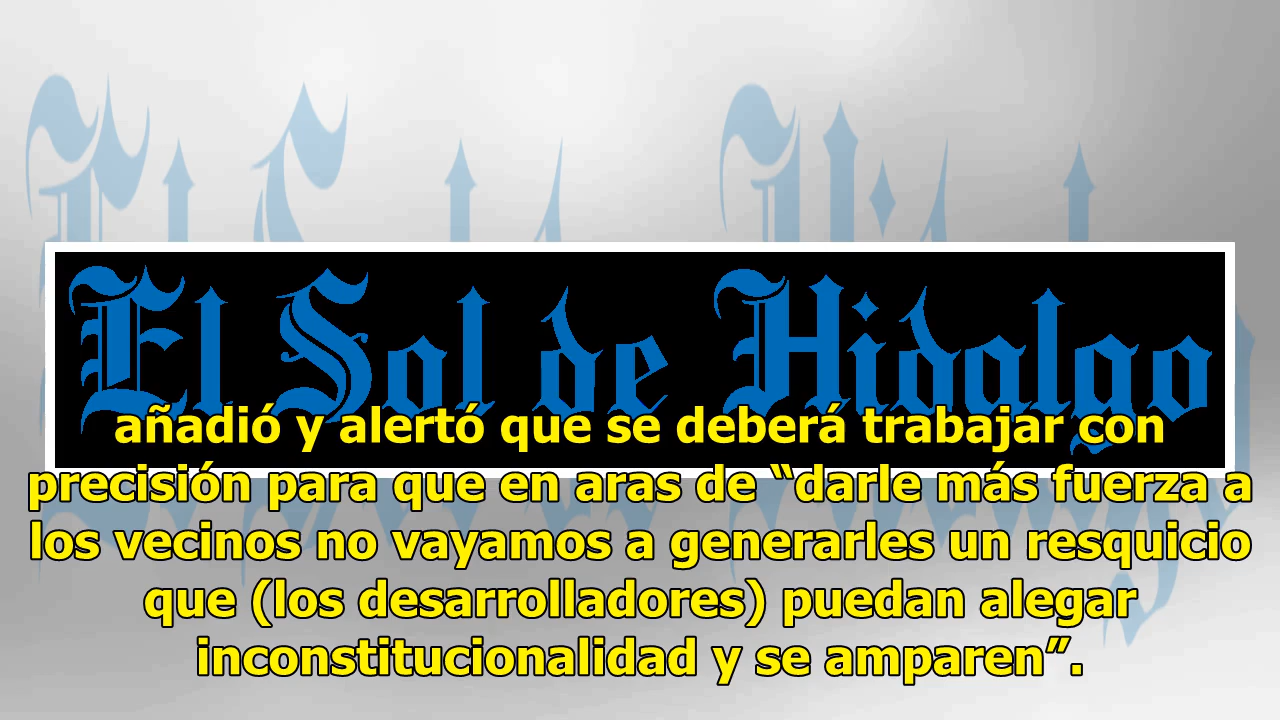 El Sol de Hidalgo
añadió y alertó que se deberá trabajar con
precisión para que en aras de “darle más fuerza a
los vecinos no vayamos a generarles un resquicio
que (los desarrolladores) puedan alegar
inconstitucionalidad y se amparen”.